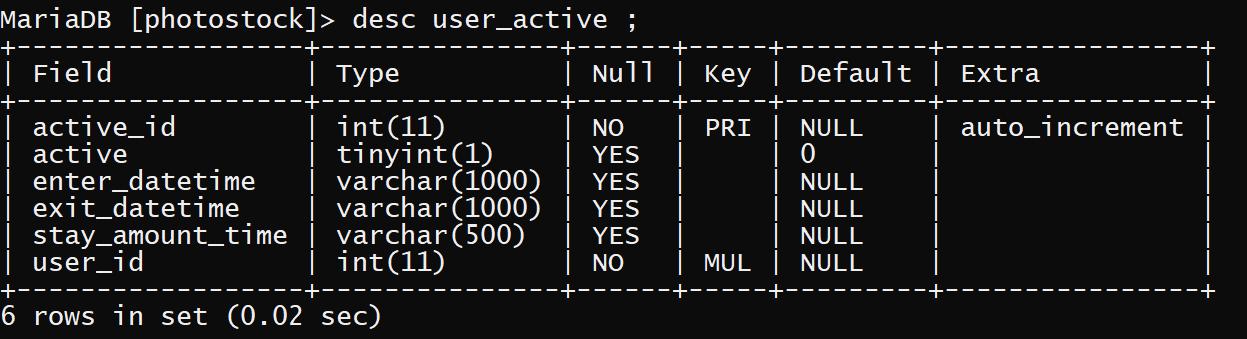 MariaDB [photostock]> desc user_active ;
+-----------------+---------------+------+-----+---------+----------------+
| Field           | Type          | Null | Key | Default | Extra          |
+-----------------+---------------+------+-----+---------+----------------+
| active_id       | int(11)       | NO   | PRI | NULL    | auto_increment |
| active          | tinyint(1)    | YES  |     | 0       |                |
| enter_datetime  | varchar(1000) | YES  |     | NULL    |                |
| exit_datetime   | varchar(1000) | YES  |     | NULL    |                |
| stay_amount_time | varchar(500)  | YES  |     | NULL    |                |
| user_id         | int(11)       | NO   | MUL | NULL    |                |
+-----------------+---------------+------+-----+---------+----------------+
6 rows in set (0.02 sec)